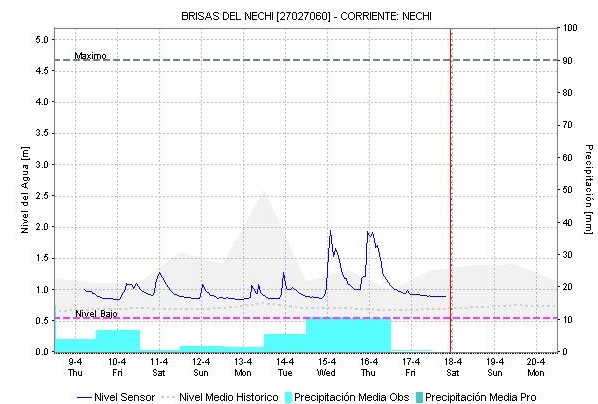 BRISAS DEL NECHI [27027060] - CORRIENTE: NECHI
Nivel del Agua [m]
5.0
4.5
4.0
3.5
3.0
2.5
2.0
1.5
1.0
0.5
0.0
Maximo
Nivel Bajo
100
90
80
70
60
50
40
30
20
10
0
Precipitación [mm]
9-4 10-4 11-4 12-4 13-4 14-4 15-4 16-4 17-4 18-4 19-4 20-4
Thu Fri Sat Sun Mon Tue Wed Thu Fri Sat Sun Mon
Nivel Sensor Nivel Medio Historico Precipitación Media Obs Precipitación Media Pro